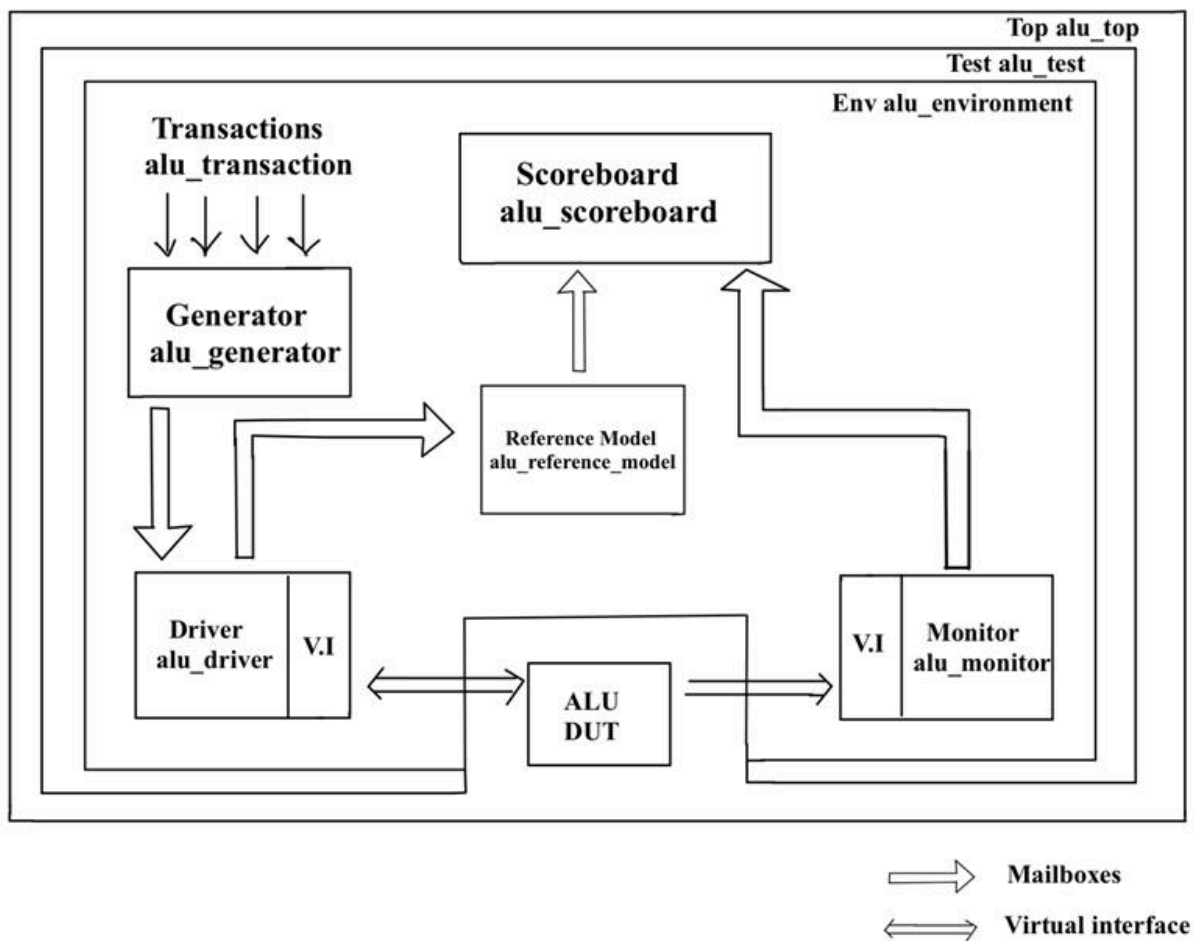 Top alu_top
Test alu_test
Env alu_environment
Transactions
alu_transaction
Scoreboard
alu_scoreboard
Generator
alu_generator
Reference Model
alu_reference_model
Driver
alu_driver
V.I
ALU
DUT
V.I
Monitor
alu_monitor
Mailboxes
Virtual interface